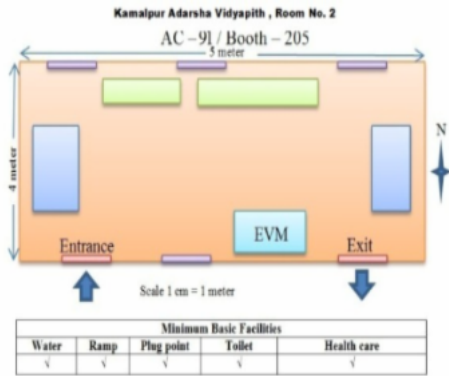 Kamalpur Adarsha Vidyapith , Room No. 2
AC –91 / Booth – 205
5 meter
4 meter
N
EVM
Entrance
Exit
Scale 1 cm = 1 meter
Minimum Basic Facilities
Water Ramp Plug point Toilet Health care
√ √ √ √ √